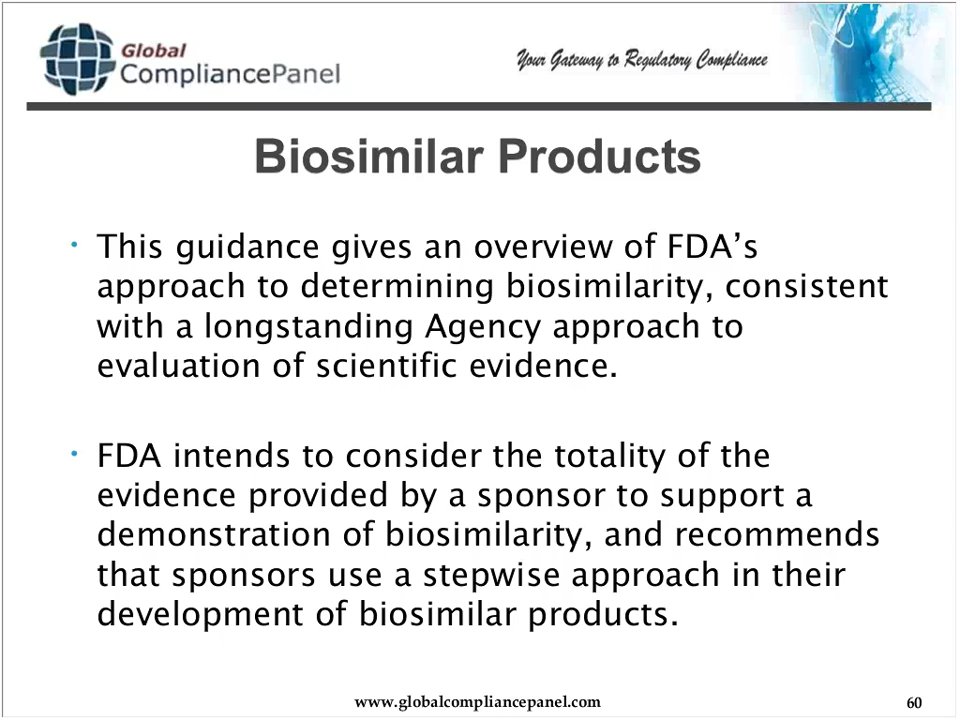 Global
CompliancePanel
Your Gateway to Regulatory Compliance
Biosimilar Products
• This guidance gives an overview of FDA’s
approach to determining biosimilarity, consistent
with a longstanding Agency approach to
evaluation of scientific evidence.
• FDA intends to consider the totality of the
evidence provided by a sponsor to support a
demonstration of biosimilarity, and recommends
that sponsors use a stepwise approach in their
development of biosimilar products.
www.globalcompliancepanel.com
60